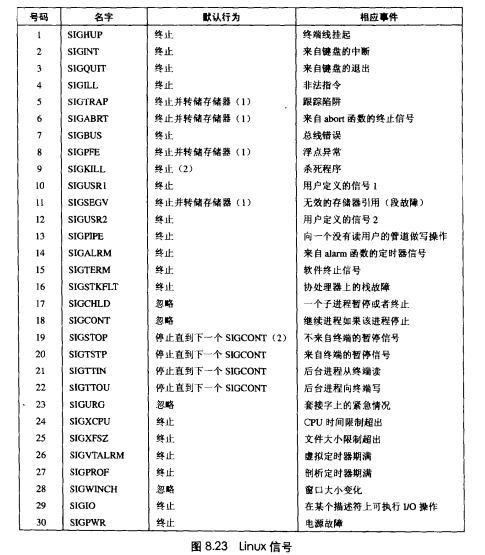 号码 名字 默认行为 相应事件
1 SIGHUP 终止 终端线挂起
2 SIGINT 终止 来自键盘的中断
3 SIGQUIT 终止 来自键盘的退出
4 SIGILL 终止 非法指令
5 SIGTRAP 终止并转储存储器（1） 跟踪陷阱
6 SIGABRT 终止并转储存储器（1） 来自 abort 函数的终止信号
7 SIGBUS 终止 总线错误
8 SIGPFE 终止并转储存储器（1） 浮点异常
9 SIGKILL 终止（2） 杀死程序
10 SIGUSR1 终止 用户定义的信号 1
11 SIGSEGV 终止并转储存储器（1） 无效的存储器引用（段故障）
12 SIGUSR2 终止 用户定义的信号 2
13 SIGPIPE 终止 向一个没有读用户的管道做写操作
14 SIGALRM 终止 来自 alarm 函数的定时器信号
15 SIGTERM 终止 软件终止信号
16 SIGSTKFLT 终止 协处理器上的栈故障
17 SIGCHLD 忽略 一个子进程暂停或者终止
18 SIGCONT 忽略 继续进程如果该进程停止
19 SIGSTOP 停止直到下一个 SIGCONT（2） 不来自终端的暂停信号
20 SIGTSTP 停止直到下一个 SIGCONT 来自终端的暂停信号
21 SIGTTIN 停止直到下一个 SIGCONT 后台进程从终端读
22 SIGTTOU 停止直到下一个 SIGCONT 后台进程向终端写
23 SIGURG 忽略 套接字上的紧急情况
24 SIGXCPU 终止 CPU 时间限制超出
25 SIGXFSZ 终止 文件大小限制超出
26 SIGVTALRM 终止 虚拟定时器期满
27 SIGPROF 终止 剖析定时器期满
28 SIGWINCH 忽略 窗口大小变化
29 SIGIO 终止 在某个描述符上可执行 I/O 操作
30 SIGPWR 终止 电源故障
图 8.23 Linux 信号